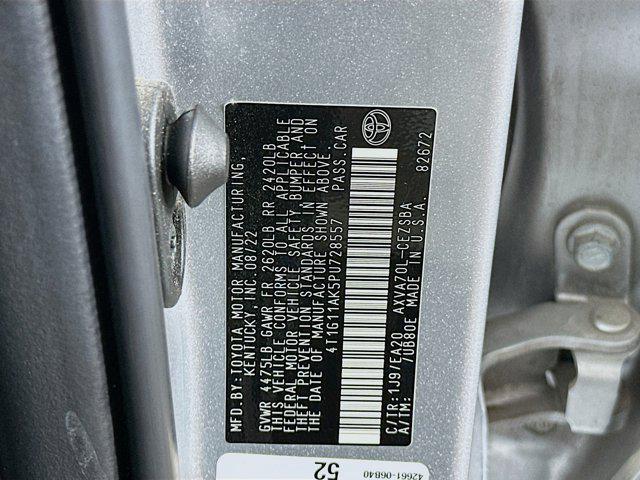 MFD. BY: TOYOTA MOTOR MANUFACTURING,
KENTUCKY, INC. 08/22
GVWR 4475LB GAWR FR 2620LB RR 2420LB
THIS VEHICLE CONFORMS TO ALL APPLICABLE
FEDERAL MOTOR VEHICLE SAFETY, BUMPER, AND
THEFT PREVENTION STANDARDS IN EFFECT ON
THE DATE OF MANUFACTURE SHOWN ABOVE.
4T1G11AK5PU728557 PASS. CAR
C/TR: 1J9/EA20 AXVA70L-CEZSBA
A/TM: /UB80E MADE IN U.S.A. 82672
42661-06B40
52